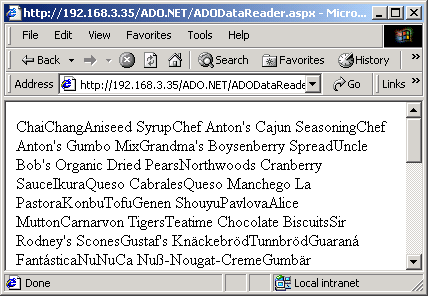 http://192.168.3.35/ADO.NET/ADODataReader.aspx - Micro...
File Edit View Favorites Tools Help
Back Search Favorites History
Address http://192.168.3.35/ADO.NET/ADODataReade Go Links
ChaiChangAniseed SyrupChef Anton's Cajun SeasoningChef
Anton's Gumbo MixGrandma's Boysenberry SpreadUncle
Bob's Organic Dried PearsNorthwoods Cranberry
SauceIkuraQueso CabralesQueso Manchego La
PastoraKonbuTofuGenen ShouyuPavlovaAlice
MuttonCarnarvon TigersTeatime Chocolate BiscuitsSir
Rodney's SconesGustaf's KnäckebrödTunnbrödGuaraná
FantásticaNuNuCa Nuß-Nougat-CremeGumbär
Done Local intranet